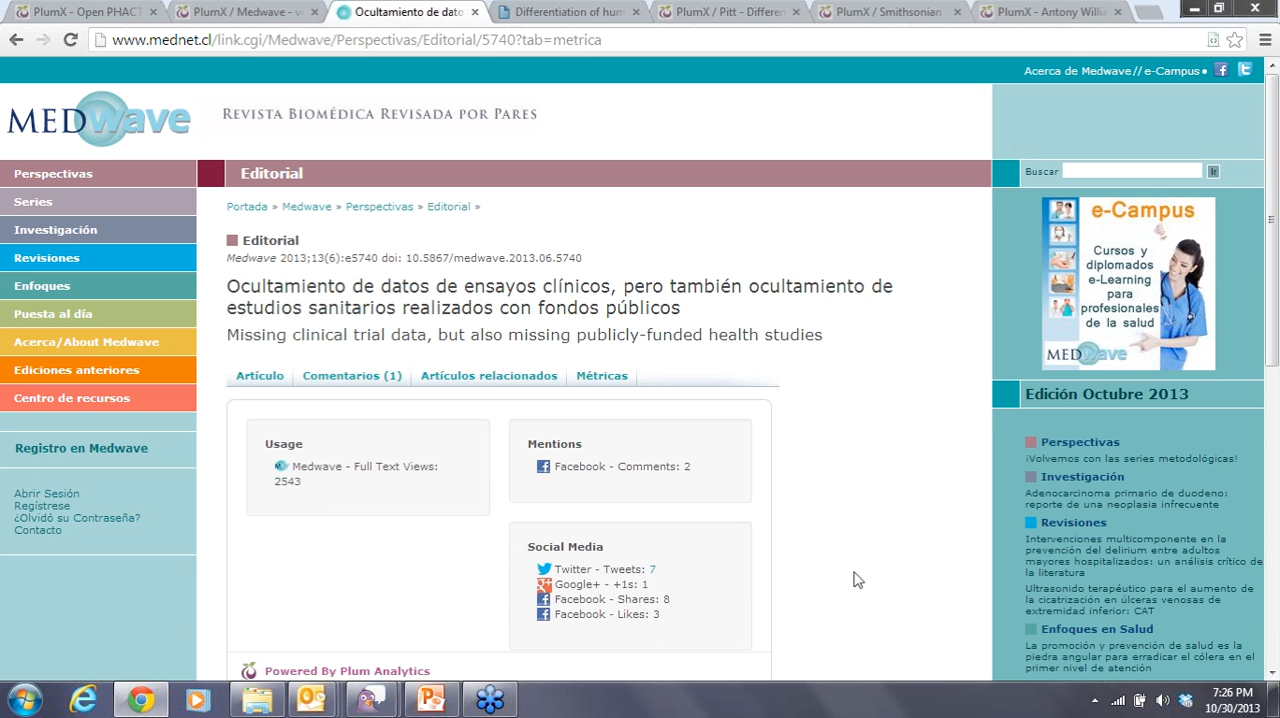 PlumX - Open PHACT
PlumX / Medwave - v
Ocultamiento de dato
Differentiation of hum
PlumX / Pitt - Differen
PlumX / Smithsonian
PlumX - Antony Willia
www.mednet.cl/link.cgi/Medwave/Perspectivas/Editorial/5740?tab=metrica
Acerca de Medwave // e-Campus •
MEDwave
REVISTA BIOMÉDICA REVISADA POR PARES
Perspectivas
Series
Investigación
Revisiones
Enfoques
Puesta al día
Acerca/About Medwave
Ediciones anteriores
Centro de recursos
Registro en Medwave
Abrir Sesión
Regístrese
¿Olvidó su Contraseña?
Contacto
Editorial
Portada » Medwave » Perspectivas » Editorial »
Editorial
Medwave 2013;13(6):e5740 doi: 10.5867/medwave.2013.06.5740
Ocultamiento de datos de ensayos clínicos, pero también ocultamiento de
estudios sanitarios realizados con fondos públicos
Missing clinical trial data, but also missing publicly-funded health studies
Artículo
Comentarios (1)
Artículos relacionados
Métricas
Usage
Medwave - Full Text Views:
2543
Mentions
Facebook - Comments: 2
Social Media
Twitter - Tweets: 7
Google+ - +1s: 1
Facebook - Shares: 8
Facebook - Likes: 3
Powered By Plum Analytics
Buscar
Ir
e-Campus
Cursos y
diplomados
e-Learning
para
profesionales
de la salud
MEDwave
Edición Octubre 2013
Perspectivas
¡Volvemos con las series metodológicas!
Investigación
Adenocarcinoma primario de duodeno:
reporte de una neoplasia infrecuente
Revisiones
Intervenciones multicomponente en la
prevención del delirium entre adultos
mayores hospitalizados: un análisis crítico de
la literatura
Ultrasonido terapéutico para el aumento de
la cicatrización en úlceras venosas de
extremidad inferior: CAT
Enfoques en Salud
La promoción y prevención de salud es la
piedra angular para erradicar el cólera en el
primer nivel de atención
7:26 PM
10/30/2013